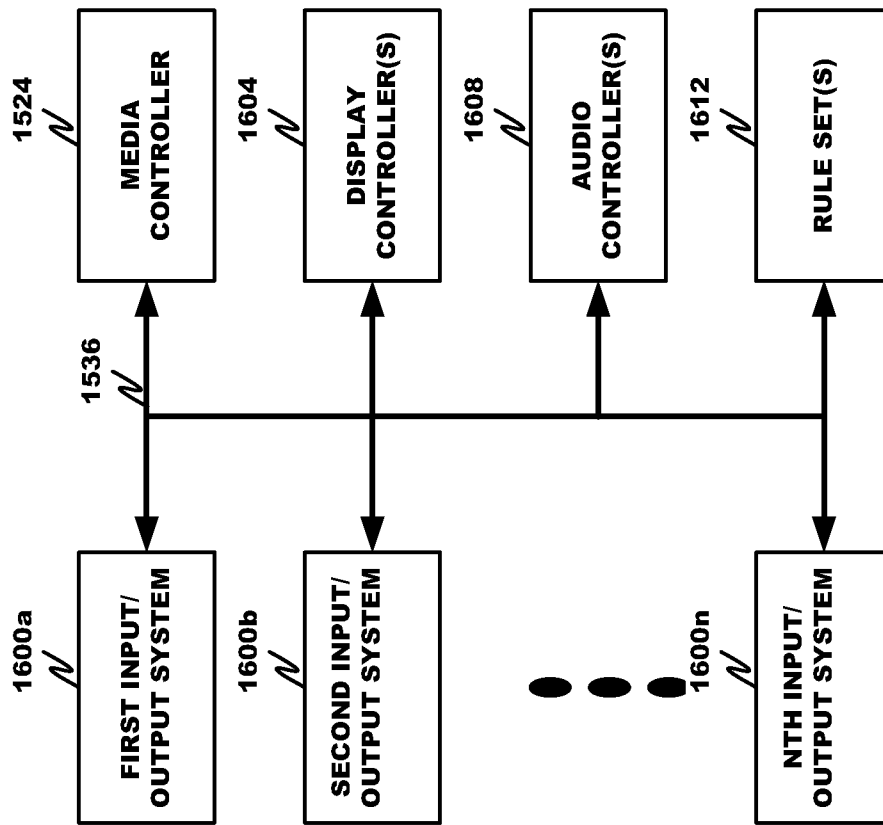 1524
MEDIA
CONTROLLER
1604
DISPLAY
CONTROLLER(S)
1608
AUDIO
CONTROLLER(S)
1612
RULE SET(S)
1536
1600a
FIRST INPUT/
OUTPUT SYSTEM
1600b
SECOND INPUT/
OUTPUT SYSTEM
1600n
NTH INPUT/
OUTPUT SYSTEM